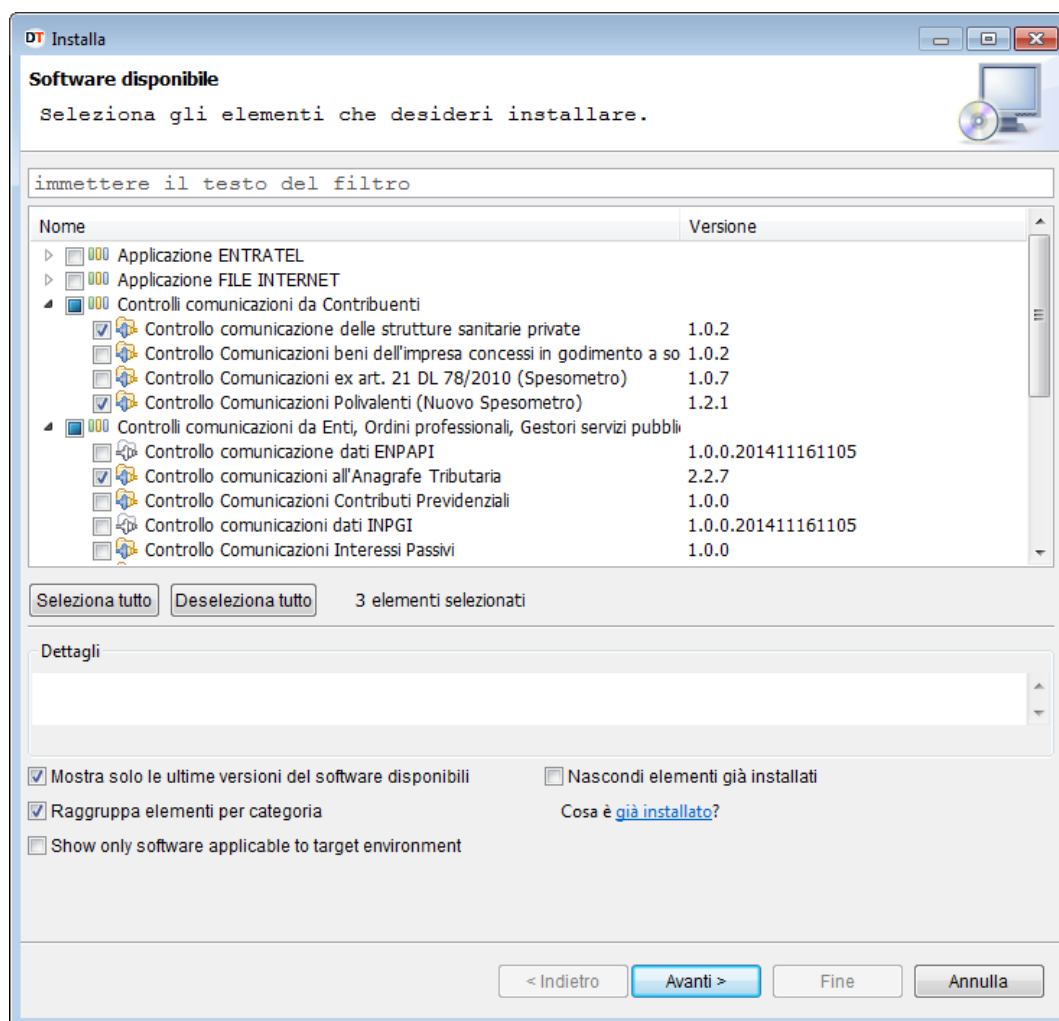 DT Installa
Software disponibile
Seleziona gli elementi che desideri installare.
immettere il testo del filtro
Nome Versione
Applicazione ENTRATEL
Applicazione FILE INTERNET
Controlli comunicazioni da Contribuenti
Controllo comunicazione delle strutture sanitarie private 1.0.2
Controllo Comunicazioni beni dell'impresa concessi in godimento a so 1.0.2
Controllo Comunicazioni ex art. 21 DL 78/2010 (Spesometro) 1.0.7
Controllo Comunicazioni Polivalenti (Nuovo Spesometro) 1.2.1
Controlli comunicazioni da Enti, Ordini professionali, Gestori servizi pubbli
Controllo comunicazione dati ENPAPI 1.0.0.201411161105
Controllo comunicazioni all'Anagrafe Tributaria 2.2.7
Controllo Comunicazioni Contributi Previdenziali 1.0.0
Controllo comunicazioni dati INPGI 1.0.0.201411161105
Controllo Comunicazioni Interessi Passivi 1.0.0
Seleziona tutto Deseleziona tutto 3 elementi selezionati
Dettagli
Mostra solo le ultime versioni del software disponibili Nascondi elementi già installati
Raggruppa elementi per categoria Cosa è già installato?
Show only software applicable to target environment
< Indietro Avanti > Fine Annulla